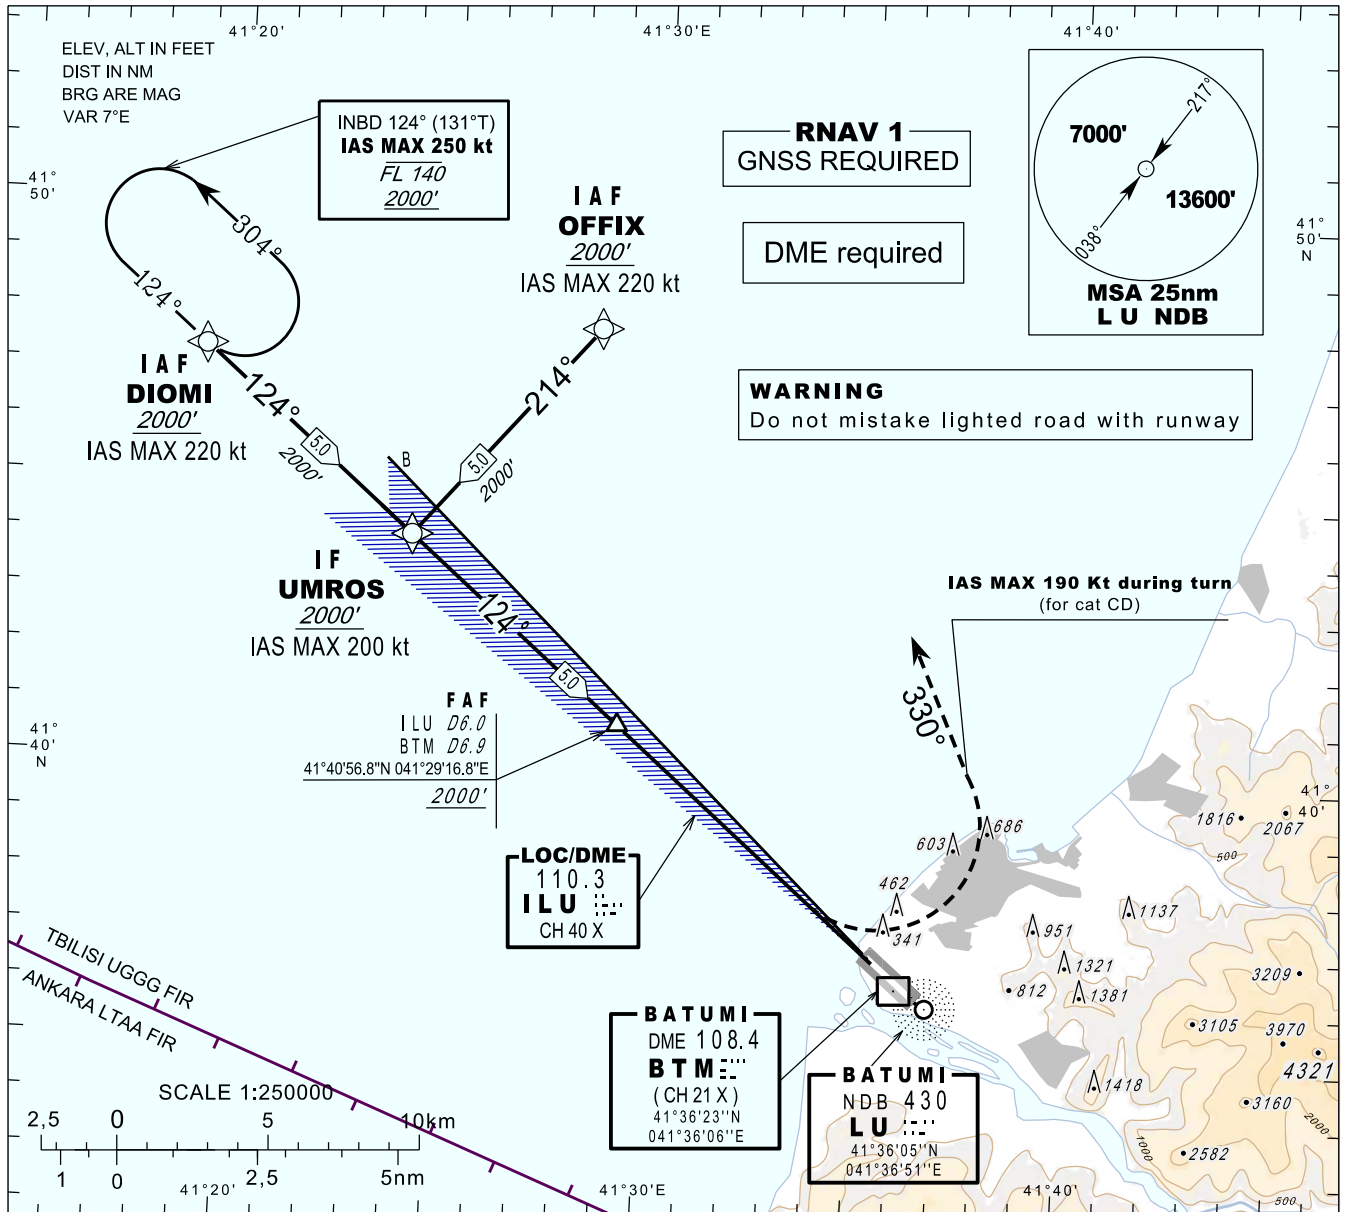 41°20'
41°30'E
41°40'
ELEV, ALT IN FEET
DIST IN NM
BRG ARE MAG
VAR 7°E
INBD 124° (131°T)
IAS MAX 250 kt
FL 140
2000'
RNAV 1
GNSS REQUIRED
DME required
217°
7000'
13600'
038°
MSA 25nm
L U NDB
41°
50'
41°
50'
N
304°
124°
I A F
OFFIX
2000'
IAS MAX 220 kt
I A F
DIOMI
2000'
IAS MAX 220 kt
124°
5.0
2000'
214°
5.0
2000'
WARNING
Do not mistake lighted road with runway
B
I F
UMROS
2000'
IAS MAX 200 kt
124°
5.0
IAS MAX 190 Kt during turn
(for cat CD)
330°
F A F
I L U D6.0
B T M D6.9
41°40'56.8"N 041°29'16.8"E
2000'
41°
40'
N
41°
40'
LOC/DME
110.3
I L U
CH 40 X
603
686
462
341
1816
2067
500
1137
951
1321
812
1381
3209
3105
3970
4321
1418
3160
2582
2000
1000
500
TBILISI UGGG FIR
ANKARA LTAA FIR
BATUMI
DME 108.4
BTM
( CH 21 X )
41°36'23''N
041°36'06''E
BATUMI
NDB 430
LU
41°36'05''N
041°36'51''E
SCALE 1:250000
2,5 0 5 10km
1 0 2,5 5nm
41°20'
41°30'E
41°40'